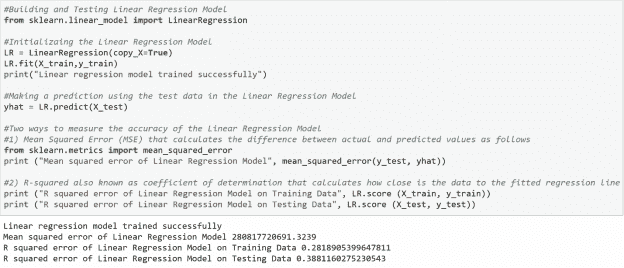 #Building and Testing Linear Regression Model
from sklearn.linear_model import LinearRegression
#Initializaing the Linear Regression Model
LR = LinearRegression(copy_X=True)
LR.fit(X_train,y_train)
print("Linear regression model trained successfully")
#Making a prediction using the test data in the Linear Regression Model
yhat = LR.predict(X_test)
#Two ways to measure the accuracy of the Linear Regression Model
#1) Mean Squared Error (MSE) that calculates the difference between actual and predicted values as follows
from sklearn.metrics import mean_squared_error
print ("Mean squared error of Linear Regression Model", mean_squared_error(y_test, yhat))
#2) R-squared also known as coefficient of determination that calculates how close is the data to the fitted regression line
print ("R squared error of Linear Regression Model on Training Data", LR.score (X_train, y_train))
print ("R squared error of Linear Regression Model on Testing Data", LR.score (X_test, y_test))
Linear regression model trained successfully
Mean squared error of Linear Regression Model 280817720691.3239
R squared error of Linear Regression Model on Training Data 0.2818905399647811
R squared error of Linear Regression Model on Testing Data 0.3881160275230543